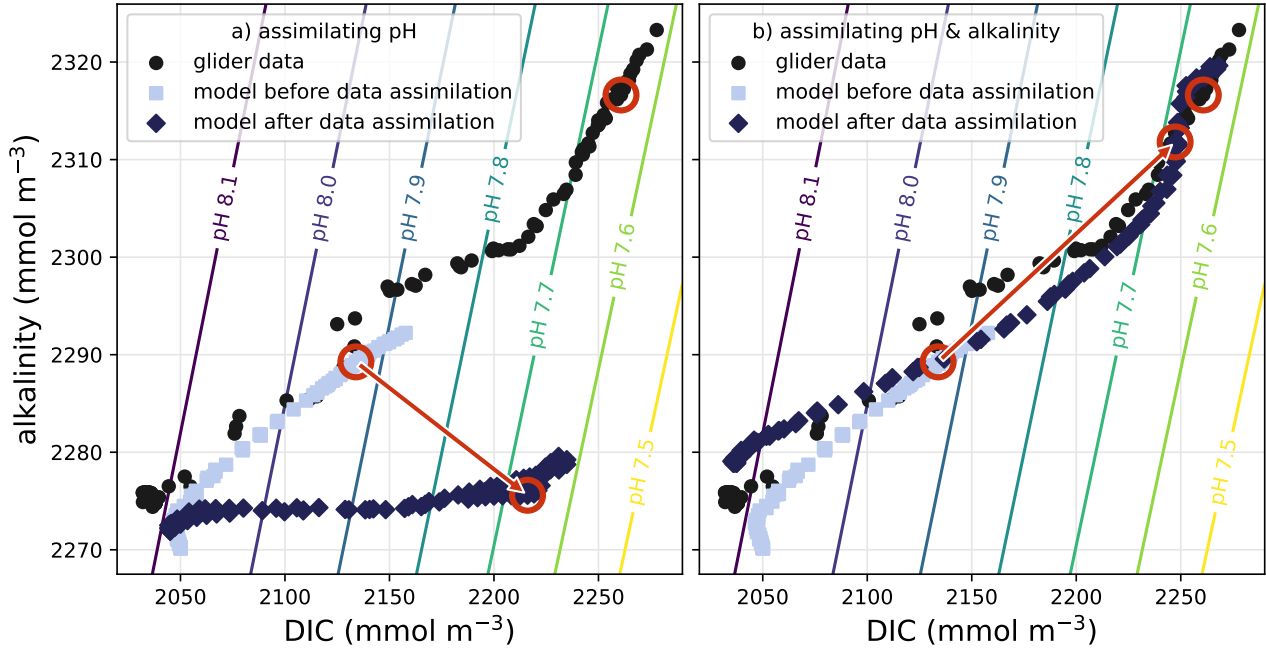 a) assimilating pH
glider data
model before data assimilation
model after data assimilation
b) assimilating pH & alkalinity
glider data
model before data assimilation
model after data assimilation
alkalinity (mmol m⁻³)
2320
2310
2300
2290
2280
2270
pH 8.1
pH 8.0
pH 7.9
pH 7.8
pH 7.7
pH 7.6
pH 7.5
pH 8.1
pH 8.0
pH 7.9
pH 7.8
pH 7.7
pH 7.6
pH 7.5
2050 2100 2150 2200 2250
2050 2100 2150 2200 2250
DIC (mmol m⁻³)
DIC (mmol m⁻³)